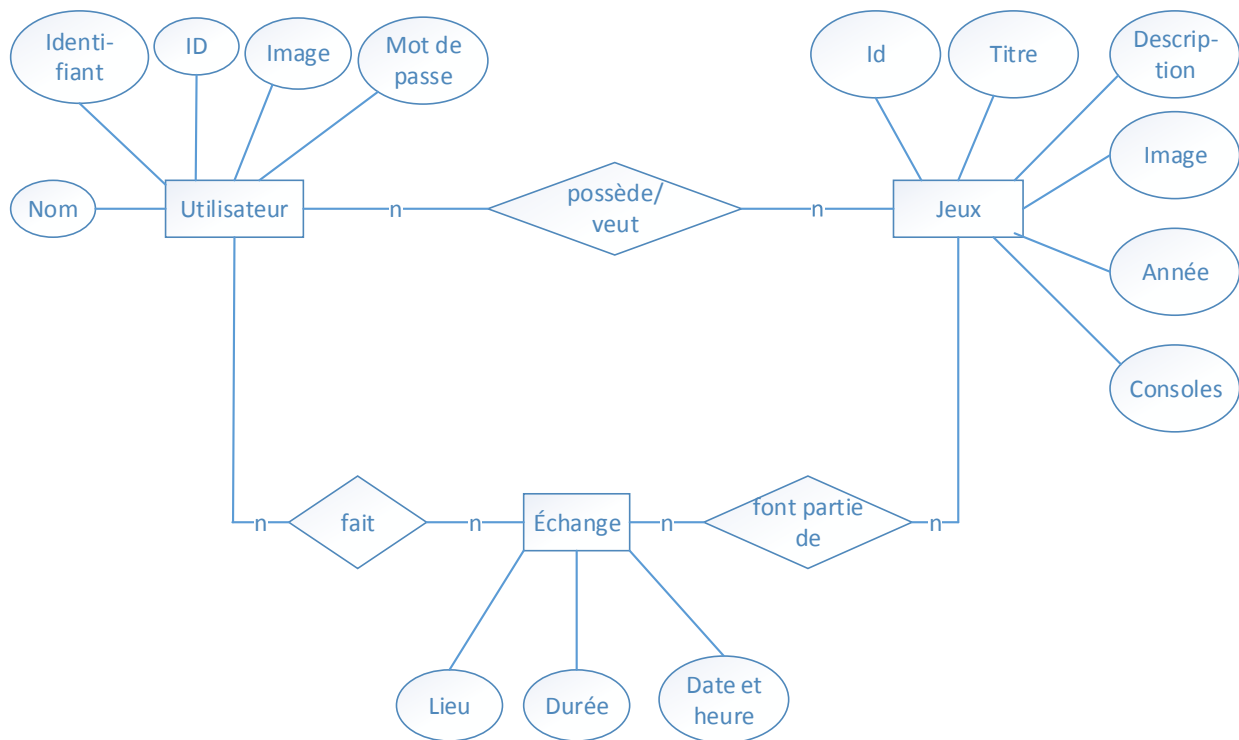 Identi-
fiant
ID
Image
Mot de
passe
Id
Titre
Descrip-
tion
Image
Nom
Utilisateur
n
possède/
veut
n
Jeux
Année
Consoles
n
fait
n
Échange
n
font partie
de
n
Lieu
Durée
Date et
heure